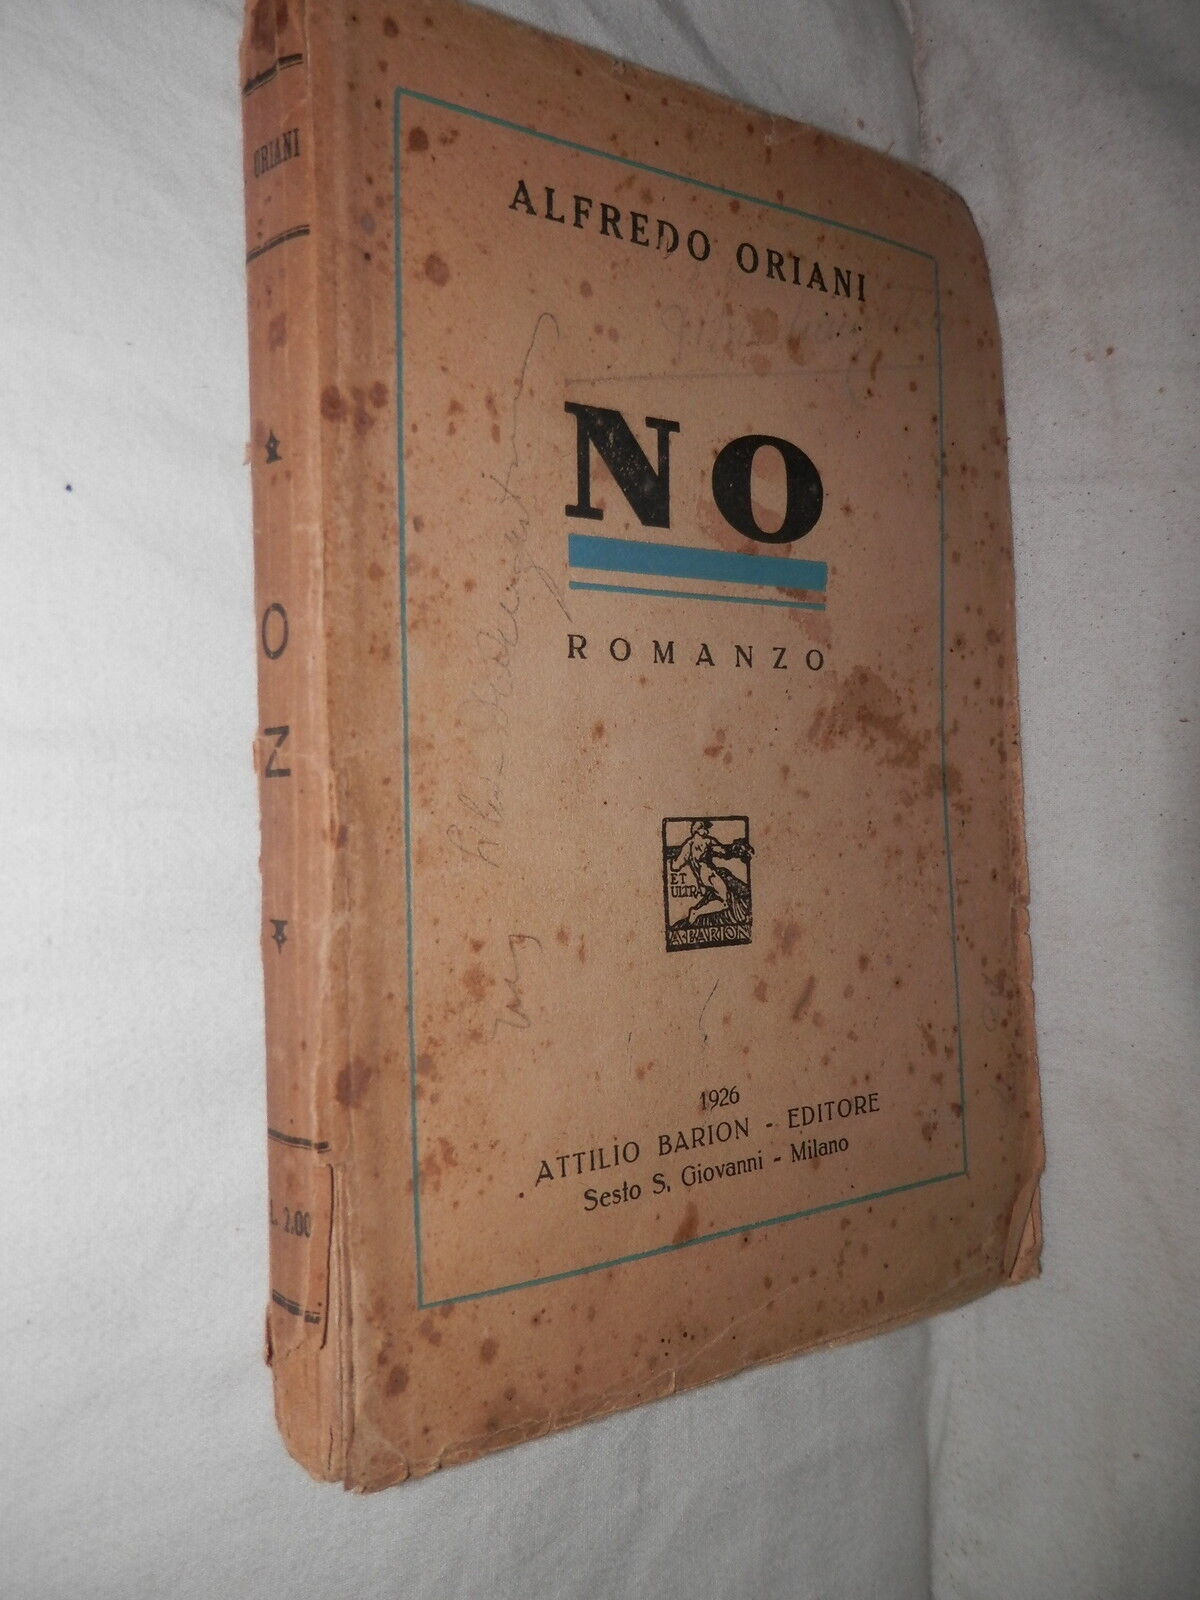 ALFREDO ORIANI
NO
ROMANZO
ET
ULTRA
A. BARION
1926
ATTILIO BARION - EDITORE
Sesto S. Giovanni - Milano
ORIANI
NO
L. 2.00